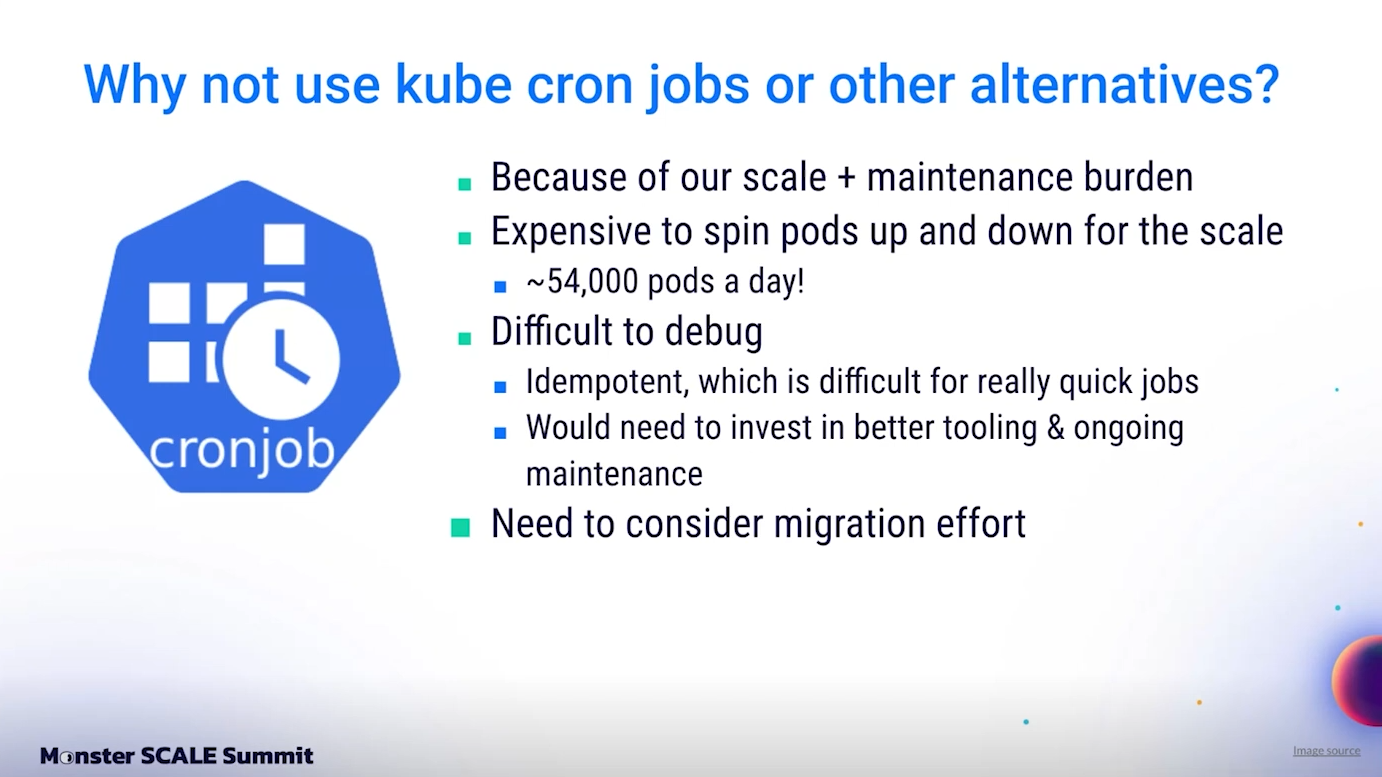 Why not use kube cron jobs or other alternatives?
Because of our scale + maintenance burden
Expensive to spin pods up and down for the scale
~54,000 pods a day!
Difficult to debug
Idempotent, which is difficult for really quick jobs
Would need to invest in better tooling & ongoing
maintenance
Need to consider migration effort
cronjob
Monster SCALE Summit
Image source